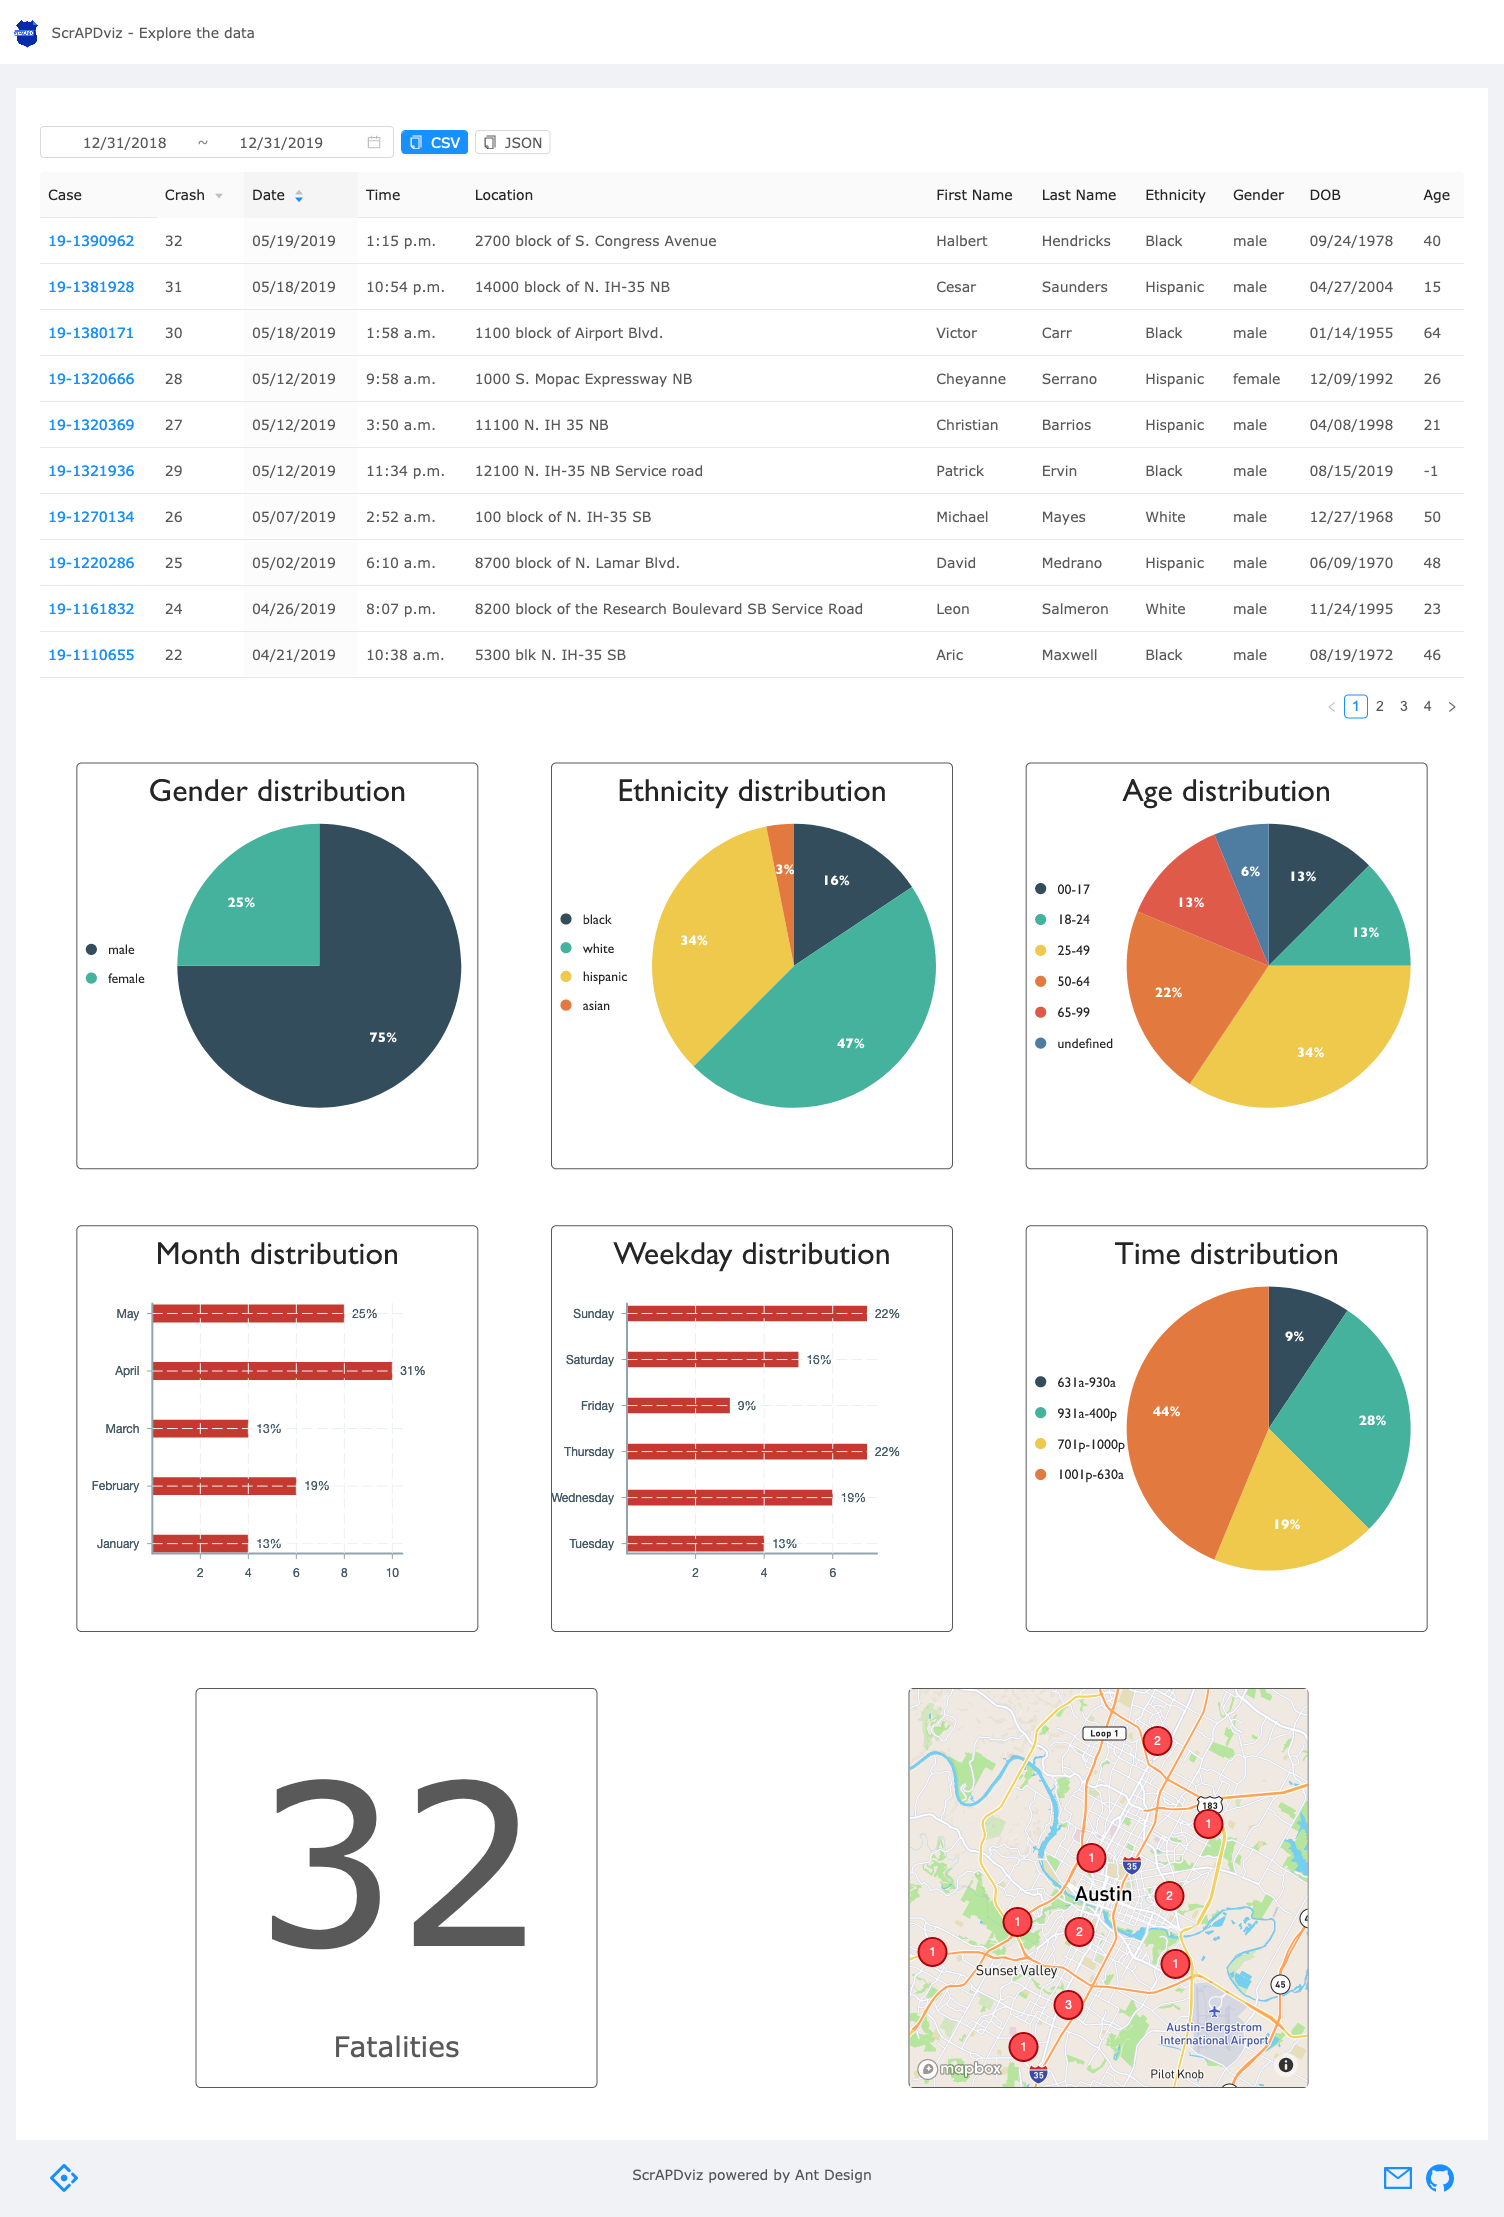 ScrAPD
ScrAPDviz - Explore the data
12/31/2018 ~ 12/31/2019 CSV JSON
Case Crash Date Time Location First Name Last Name Ethnicity Gender DOB Age
19-1390962 32 05/19/2019 1:15 p.m. 2700 block of S. Congress Avenue Halbert Hendricks Black male 09/24/1978 40
19-1381928 31 05/18/2019 10:54 p.m. 14000 block of N. IH-35 NB Cesar Saunders Hispanic male 04/27/2004 15
19-1380171 30 05/18/2019 1:58 a.m. 1100 block of Airport Blvd. Victor Carr Black male 01/14/1955 64
19-1320666 28 05/12/2019 9:58 a.m. 1000 S. Mopac Expressway NB Cheyanne Serrano Hispanic female 12/09/1992 26
19-1320369 27 05/12/2019 3:50 a.m. 11100 N. IH 35 NB Christian Barrios Hispanic male 04/08/1998 21
19-1321936 29 05/12/2019 11:34 p.m. 12100 N. IH-35 NB Service road Patrick Ervin Black male 08/15/2019 -1
19-1270134 26 05/07/2019 2:52 a.m. 100 block of N. IH-35 SB Michael Mayes White male 12/27/1968 50
19-1220286 25 05/02/2019 6:10 a.m. 8700 block of N. Lamar Blvd. David Medrano Hispanic male 06/09/1970 48
19-1161832 24 04/26/2019 8:07 p.m. 8200 block of the Research Boulevard SB Service Road Leon Salmeron White male 11/24/1995 23
19-1110655 22 04/21/2019 10:38 a.m. 5300 blk N. IH-35 SB Aric Maxwell Black male 08/19/1972 46
< 1 2 3 4 >
Gender distribution
male
female
25%
75%
Ethnicity distribution
black
white
hispanic
asian
3%
16%
34%
47%
Age distribution
00-17
18-24
25-49
50-64
65-99
undefined
6%
13%
13%
13%
22%
34%
Month distribution
May 25%
April 31%
March 13%
February 19%
January 13%
2 4 6 8 10
Weekday distribution
Sunday 22%
Saturday 16%
Friday 9%
Thursday 22%
Wednesday 19%
Tuesday 13%
2 4 6
Time distribution
631a-930a
931a-400p
701p-1000p
1001p-630a
9%
44%
28%
19%
32
Fatalities
Loop 1
2
183
1
1
35
Austin
2
1
2
1
1
Sunset Valley
45
3
Austin-Bergstrom
International Airport
1
mapbox
35
Pilot Knob
ScrAPDviz powered by Ant Design